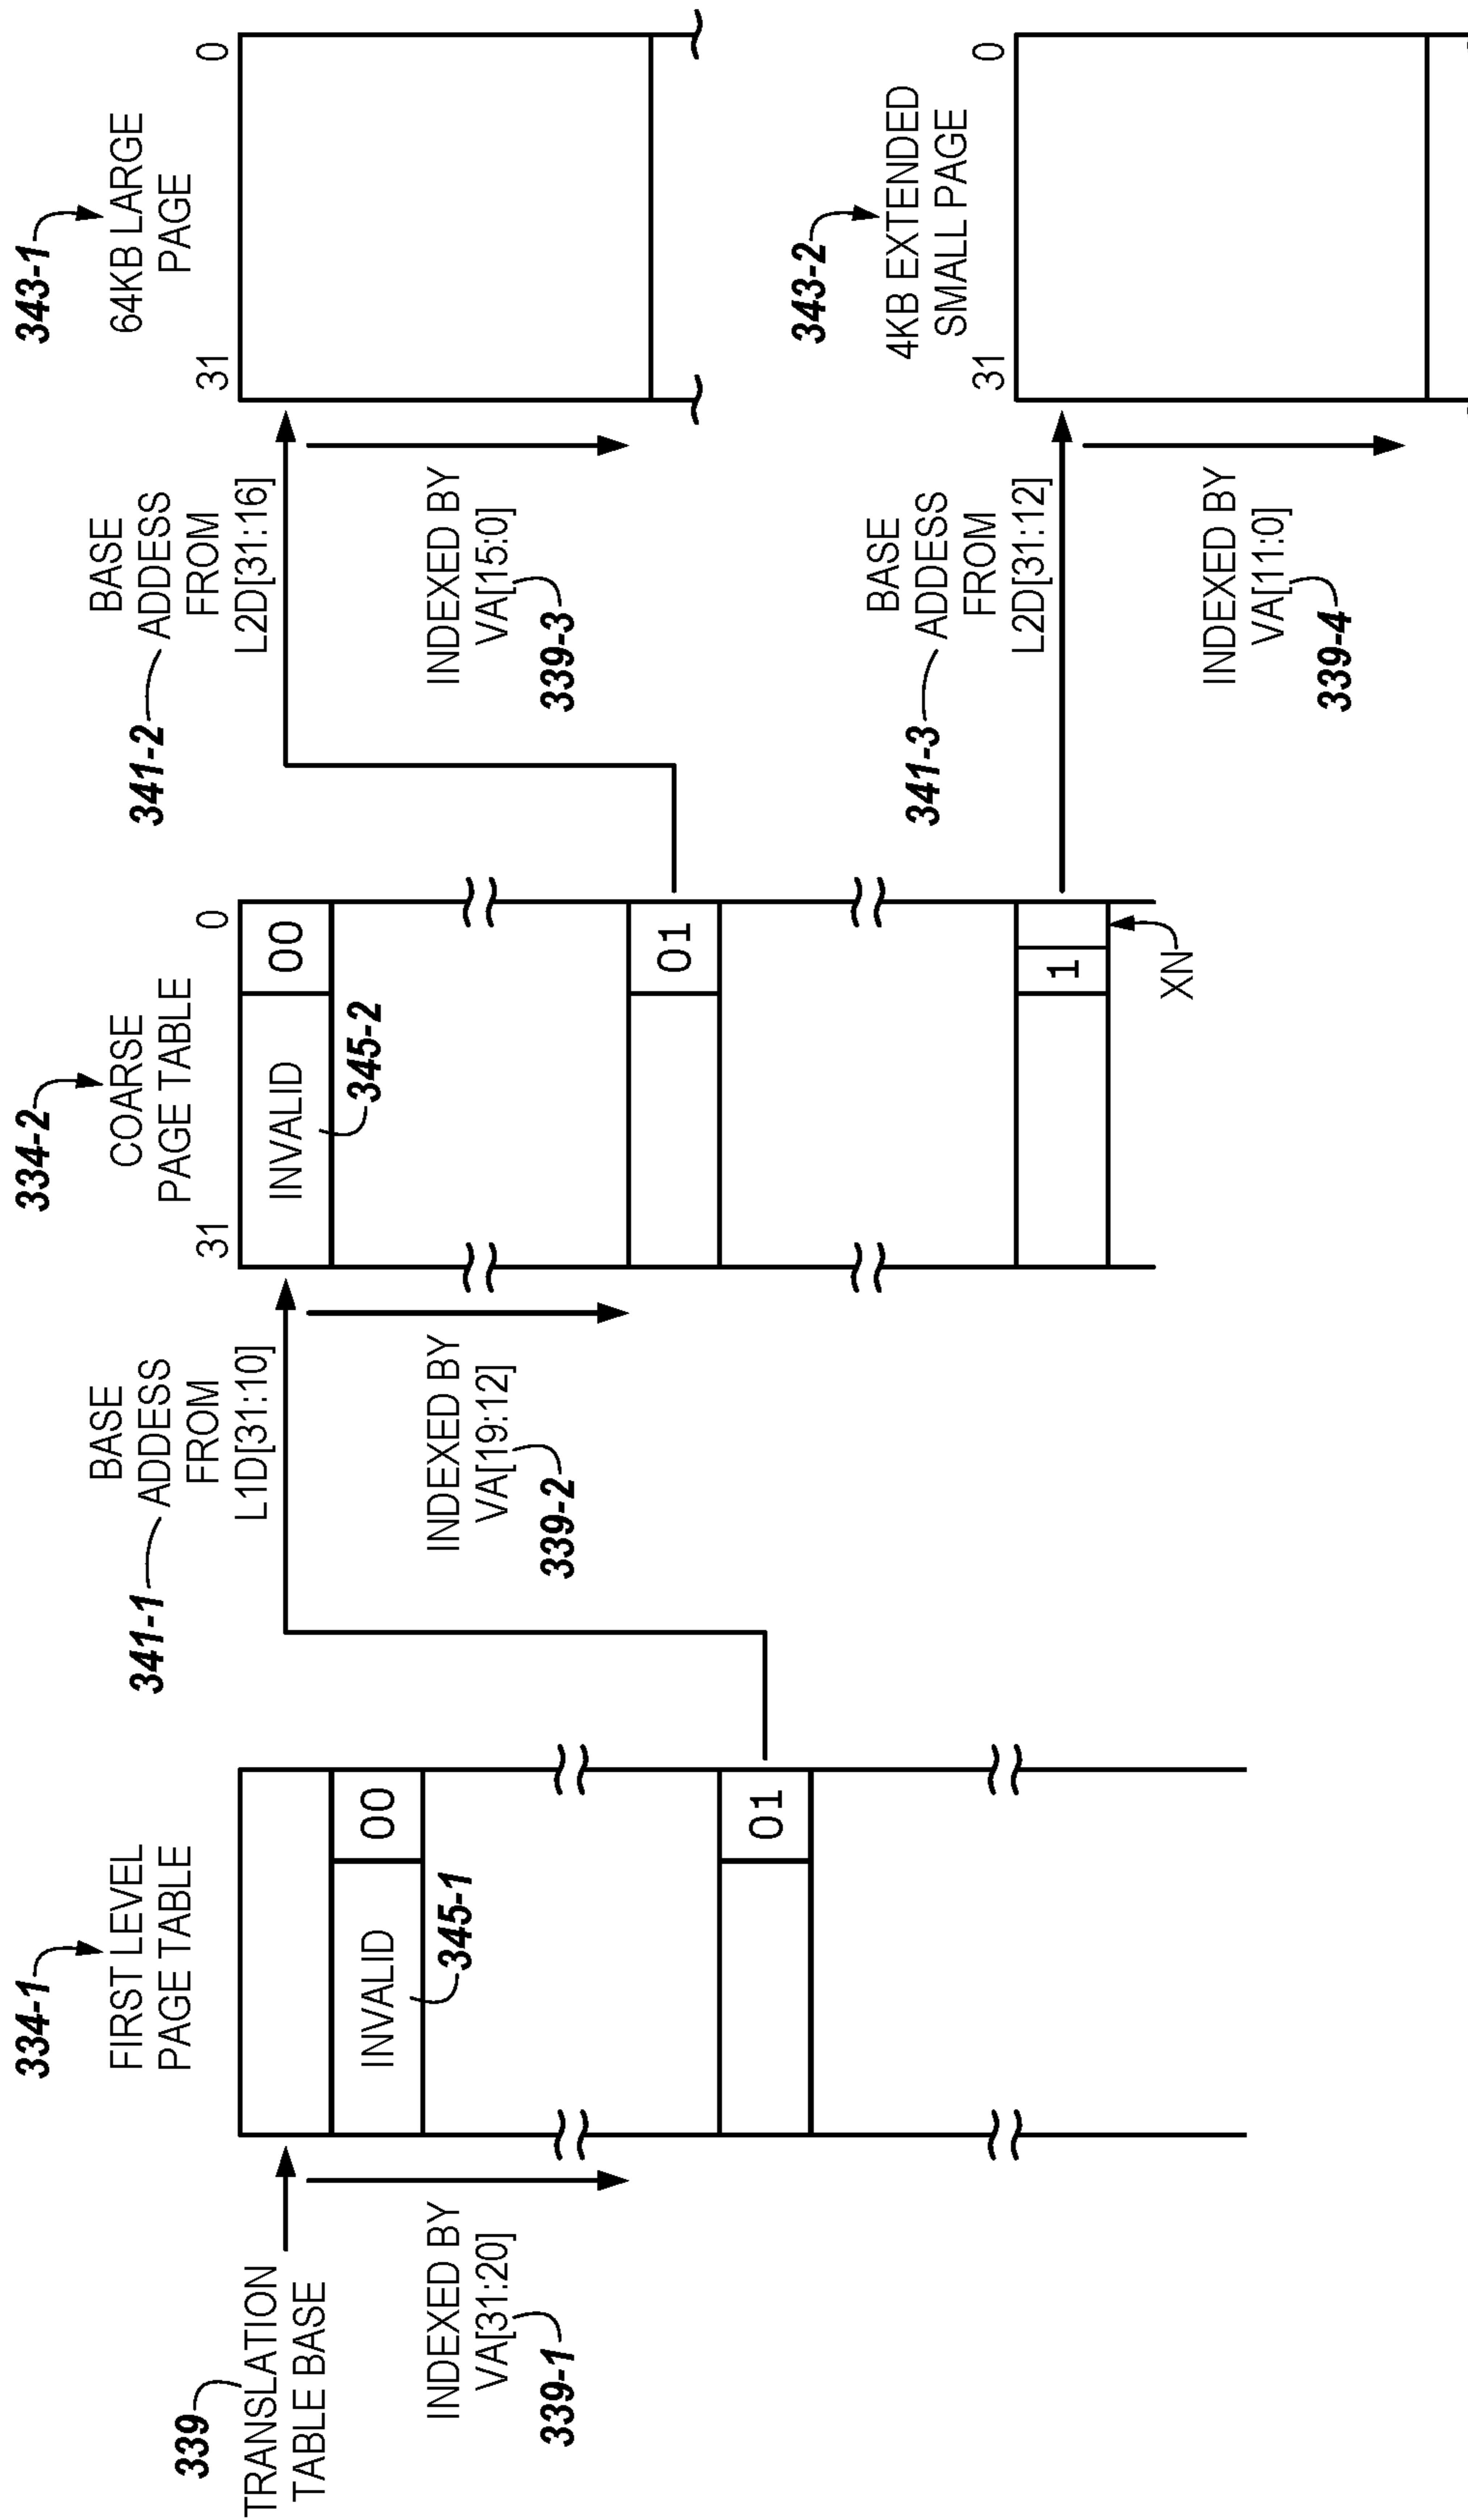 339
TRANSLATION
TABLE BASE
INDEXED BY
VA[31:20]
339-1
334-1
FIRST LEVEL
PAGE TABLE
INVALID
00
345-1
01
341-1
BASE
ADDESS
FROM
L1D[31:10]
INDEXED BY
VA[19:12]
339-2
334-2
COARSE
PAGE TABLE
31
0
INVALID
00
345-2
01
1
XN
341-2
BASE
ADDESS
FROM
L2D[31:16]
INDEXED BY
VA[15:0]
339-3
343-1
64KB LARGE
PAGE
31
0
341-3
BASE
ADDESS
FROM
L2D[31:12]
INDEXED BY
VA[11:0]
339-4
343-2
4KB EXTENDED
SMALL PAGE
31
0